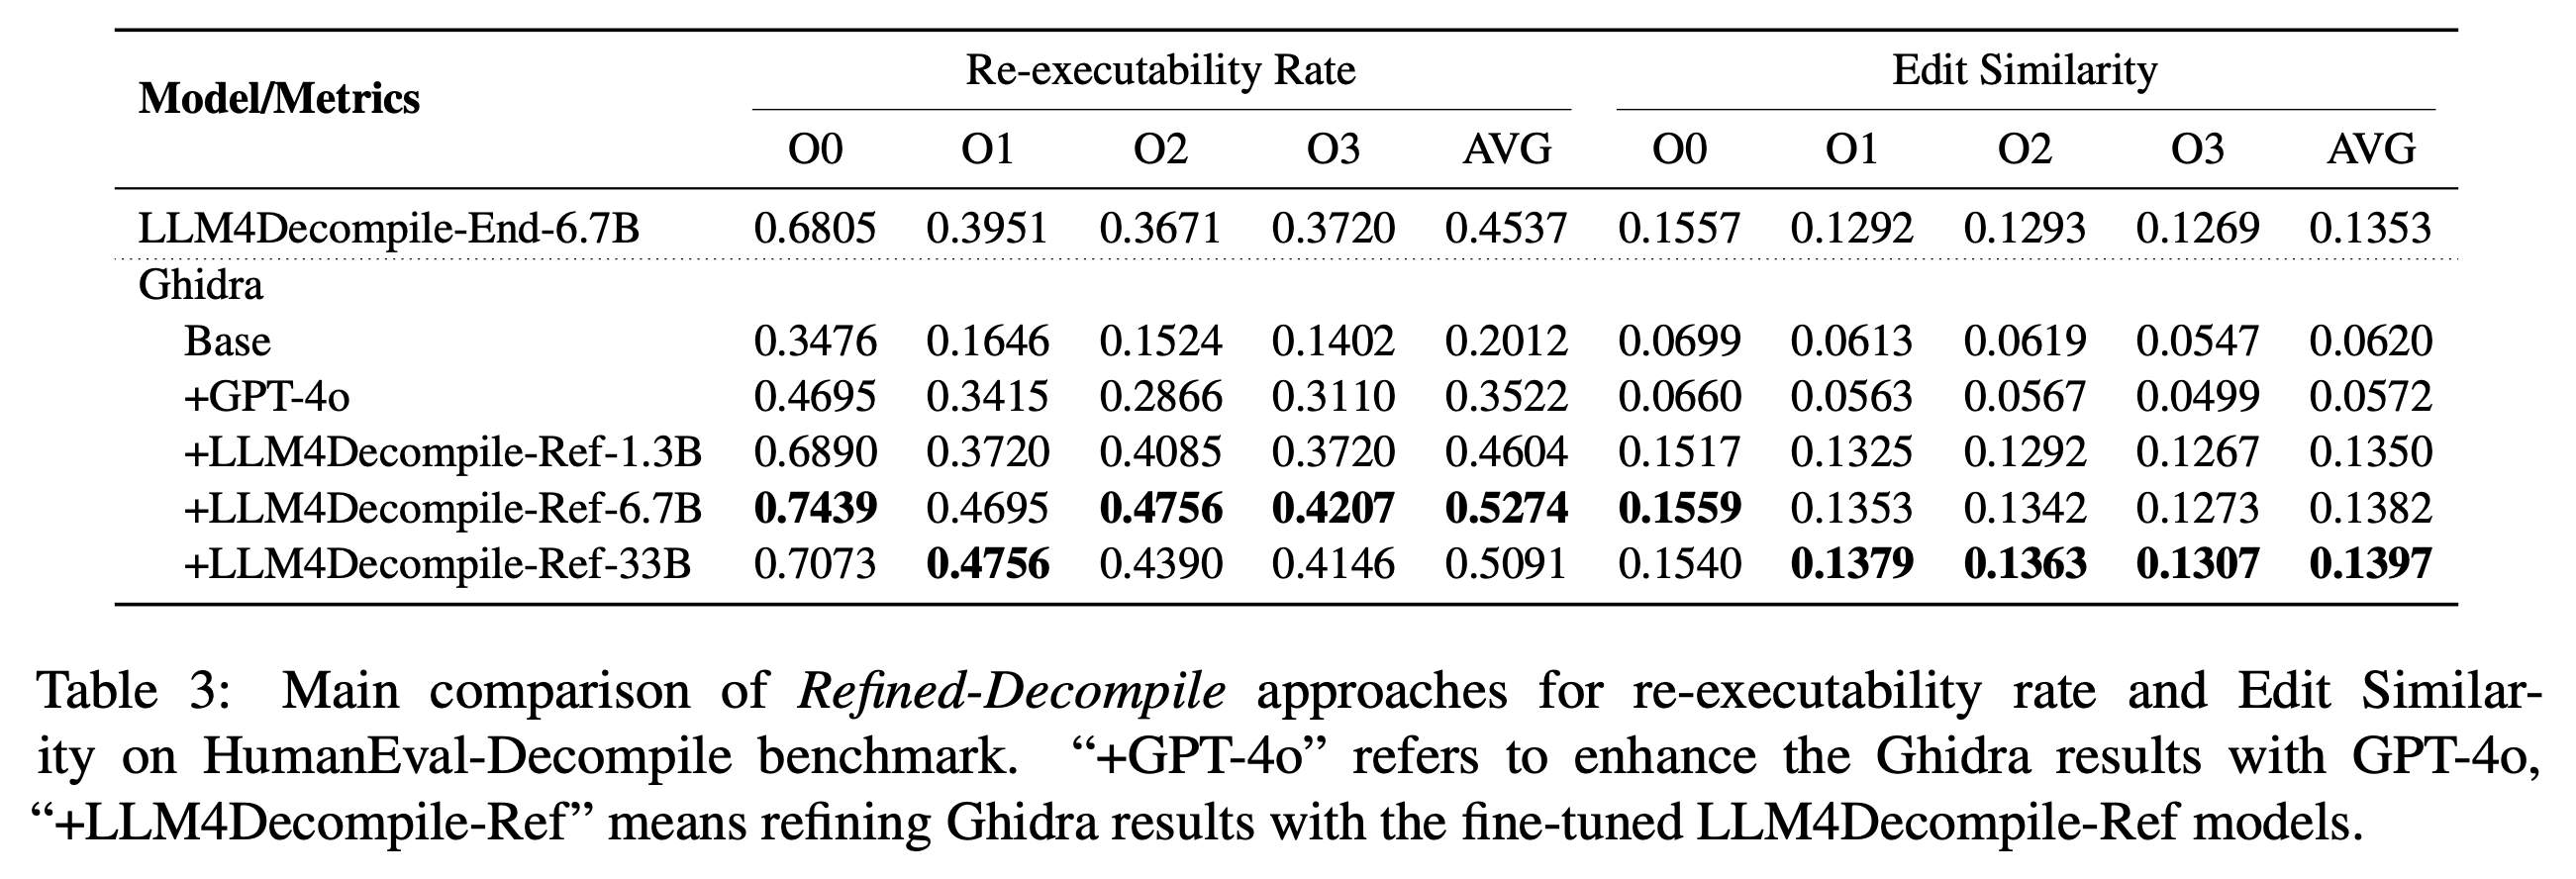 Model/Metrics Re-executability Rate Edit Similarity
O0 O1 O2 O3 AVG O0 O1 O2 O3 AVG
LLM4Decompile-End-6.7B 0.6805 0.3951 0.3671 0.3720 0.4537 0.1557 0.1292 0.1293 0.1269 0.1353
Ghidra
Base 0.3476 0.1646 0.1524 0.1402 0.2012 0.0699 0.0613 0.0619 0.0547 0.0620
+GPT-4o 0.4695 0.3415 0.2866 0.3110 0.3522 0.0660 0.0563 0.0567 0.0499 0.0572
+LLM4Decompile-Ref-1.3B 0.6890 0.3720 0.4085 0.3720 0.4604 0.1517 0.1325 0.1292 0.1267 0.1350
+LLM4Decompile-Ref-6.7B 0.7439 0.4695 0.4756 0.4207 0.5274 0.1559 0.1353 0.1342 0.1273 0.1382
+LLM4Decompile-Ref-33B 0.7073 0.4756 0.4390 0.4146 0.5091 0.1540 0.1379 0.1363 0.1307 0.1397
Table 3: Main comparison of Refined-Decompile approaches for re-executability rate and Edit Similar-
ity on HumanEval-Decompile benchmark. “+GPT-4o” refers to enhance the Ghidra results with GPT-4o,
“+LLM4Decompile-Ref” means refining Ghidra results with the fine-tuned LLM4Decompile-Ref models.